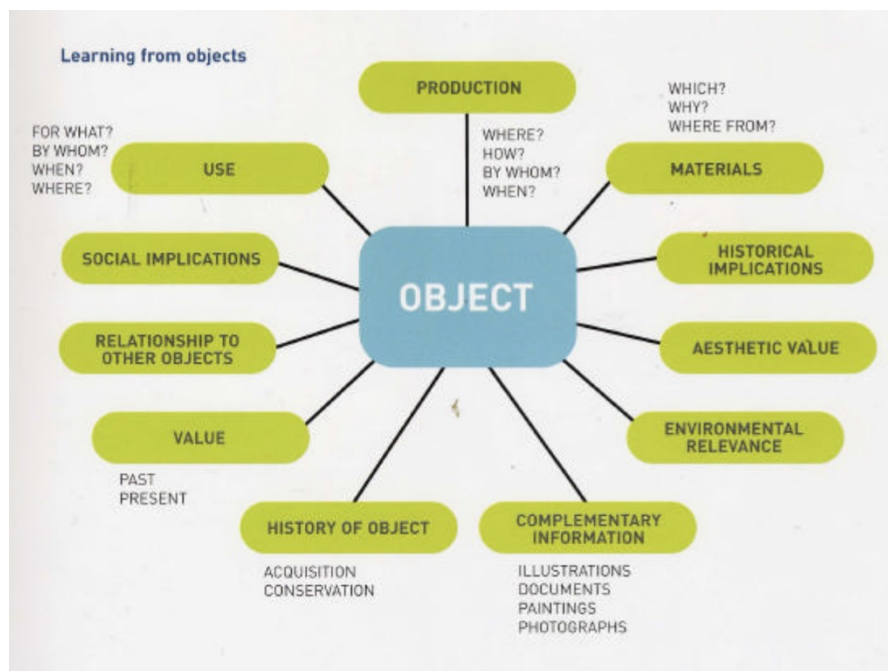 Learning from objects
PRODUCTION
WHERE?
HOW?
BY WHOM?
WHEN?
WHICH?
WHY?
WHERE FROM?
MATERIALS
FOR WHAT?
BY WHOM?
WHEN?
WHERE?
USE
OBJECT
SOCIAL IMPLICATIONS
HISTORICAL
IMPLICATIONS
RELATIONSHIP TO
OTHER OBJECTS
AESTHETIC VALUE
VALUE
PAST
PRESENT
ENVIRONMENTAL
RELEVANCE
HISTORY OF OBJECT
ACQUISITION
CONSERVATION
COMPLEMENTARY
INFORMATION
ILLUSTRATIONS
DOCUMENTS
PAINTINGS
PHOTOGRAPHS